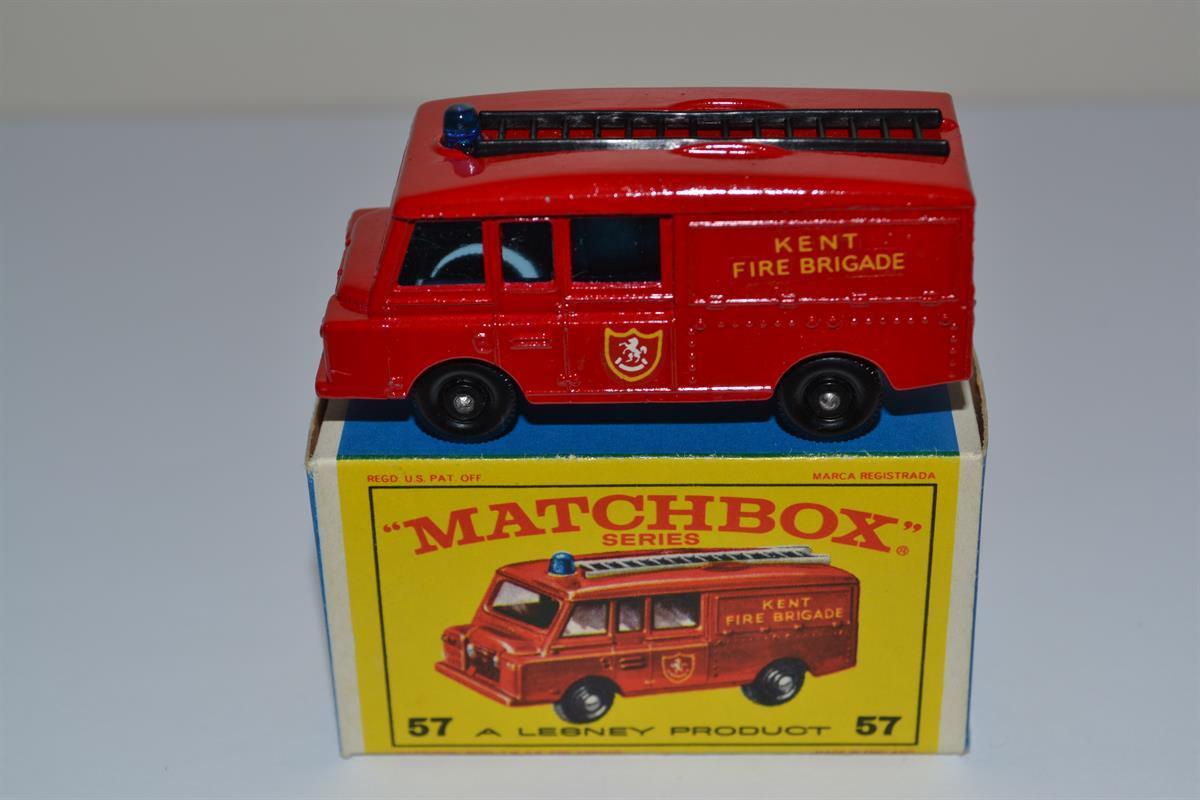 KENT
FIRE BRIGADE
REGD. U.S. PAT. OFF.
MARCA REGISTRADA
"MATCHBOX"®
SERIES
KENT
FIRE BRIGADE
57 A LESNEY PRODUCT 57